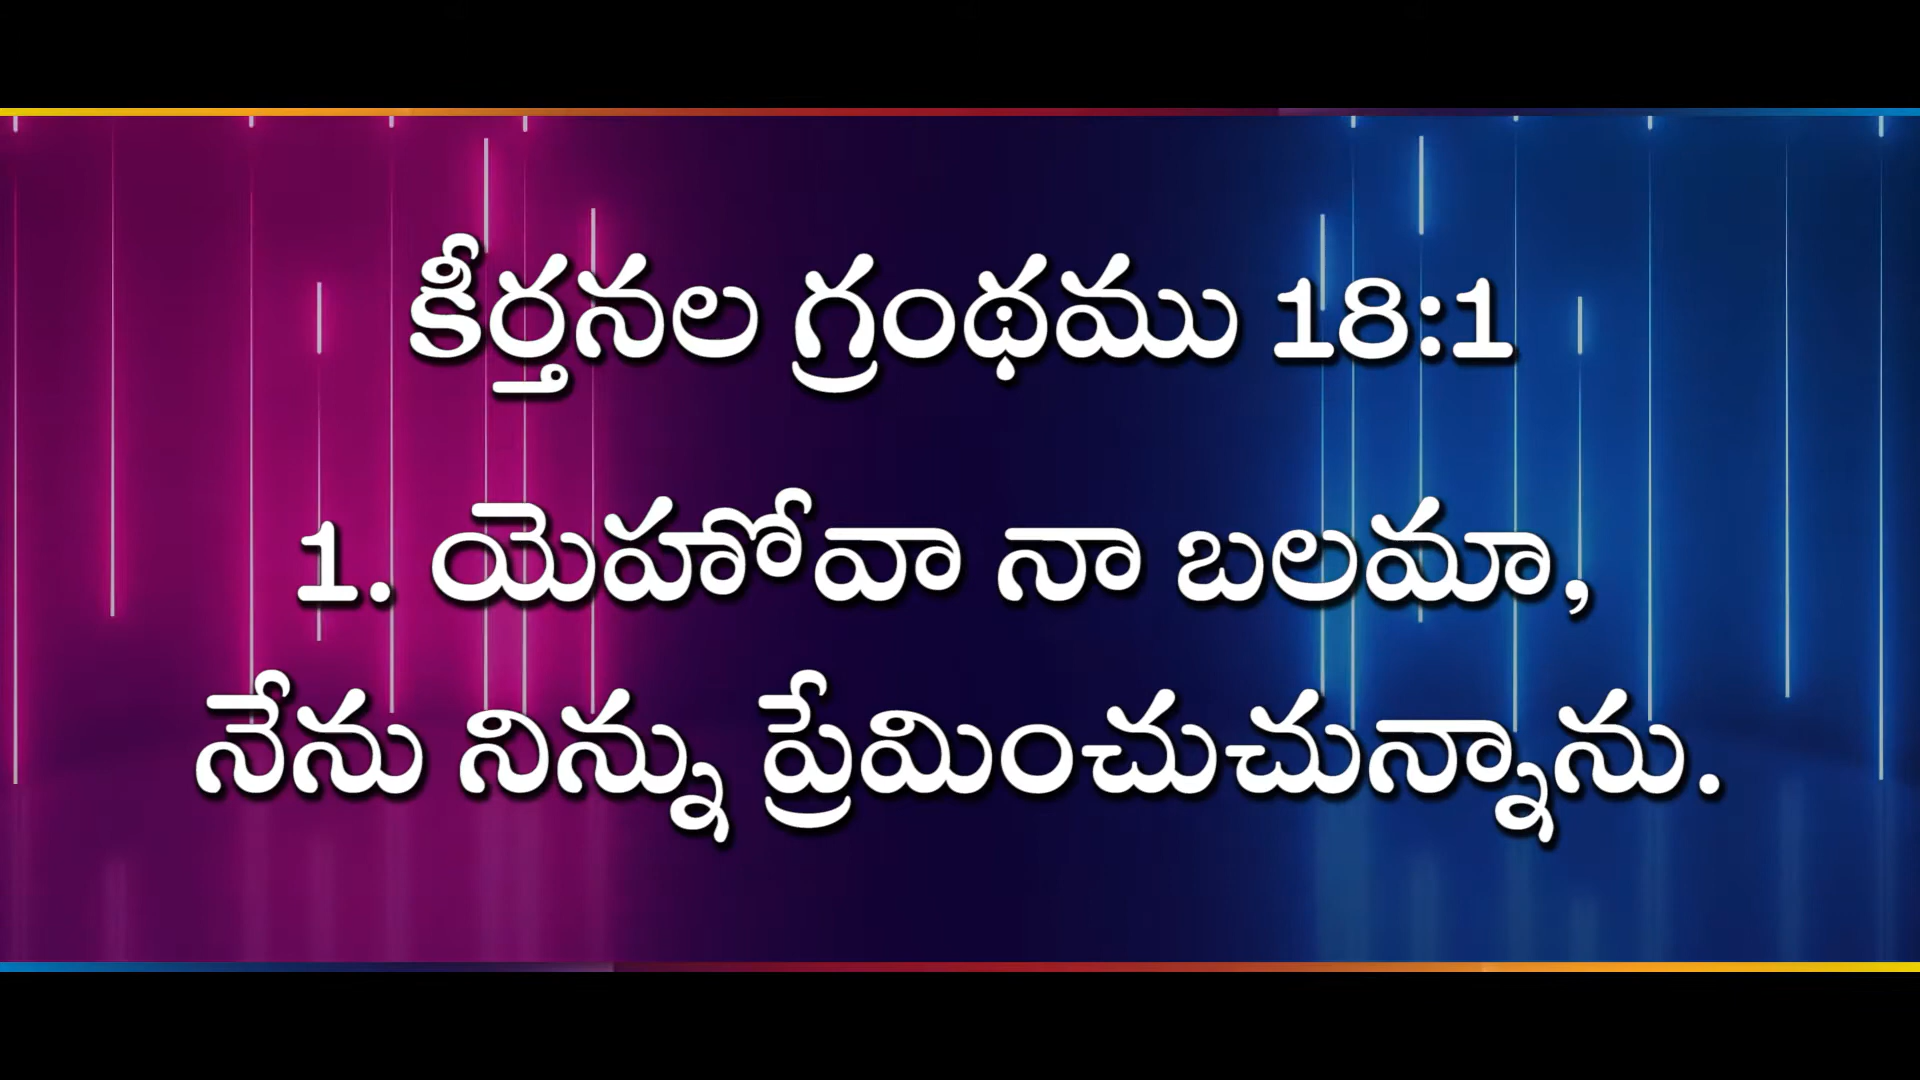 కీర్తనల గ్రంథము 18:1
1. యెహోవా నా బలమా,
నేను నిన్ను ప్రేమించుచున్నాను.